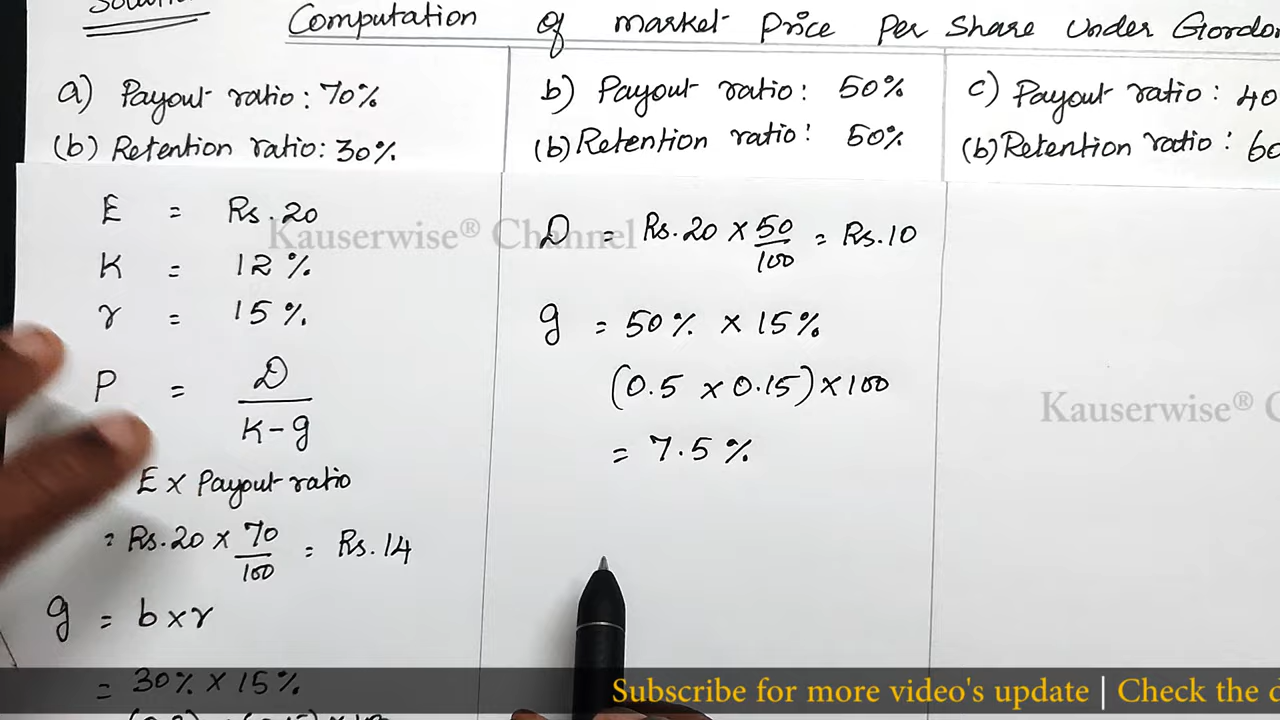 Computation of market Price Per Share Under
a) Payout ratio: 70%
(b) Retention ratio: 30%
b) Payout ratio: 50%
(b) Retention ratio: 50%
c) Payout ratio: 40
(b) Retention ratio:
E = Rs. 20
K = 12 %
r = 15 %
P = D
K - g
E x Payout ratio
= Rs. 20 x 70
100 = Rs. 14
g = b x r
= 30% x 15%
D = Rs. 20 x 50
100 = Rs. 10
g = 50% x 15%
(0.5 x 0.15) x 100
= 7.5 %
Kauserwise® Channel
Kauserwise®
Subscribe for more video's update | Check the